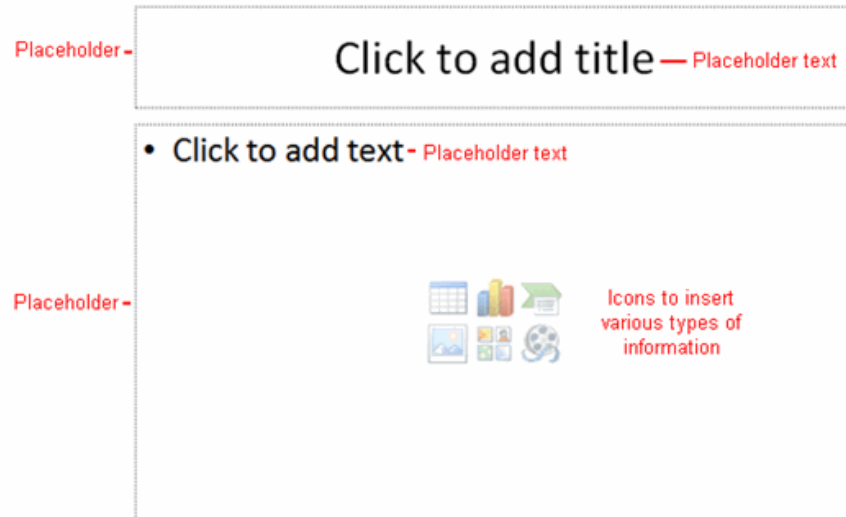 Placeholder
Click to add title
Placeholder text
• Click to add text
Placeholder text
Placeholder
Icons to insert
various types of
information